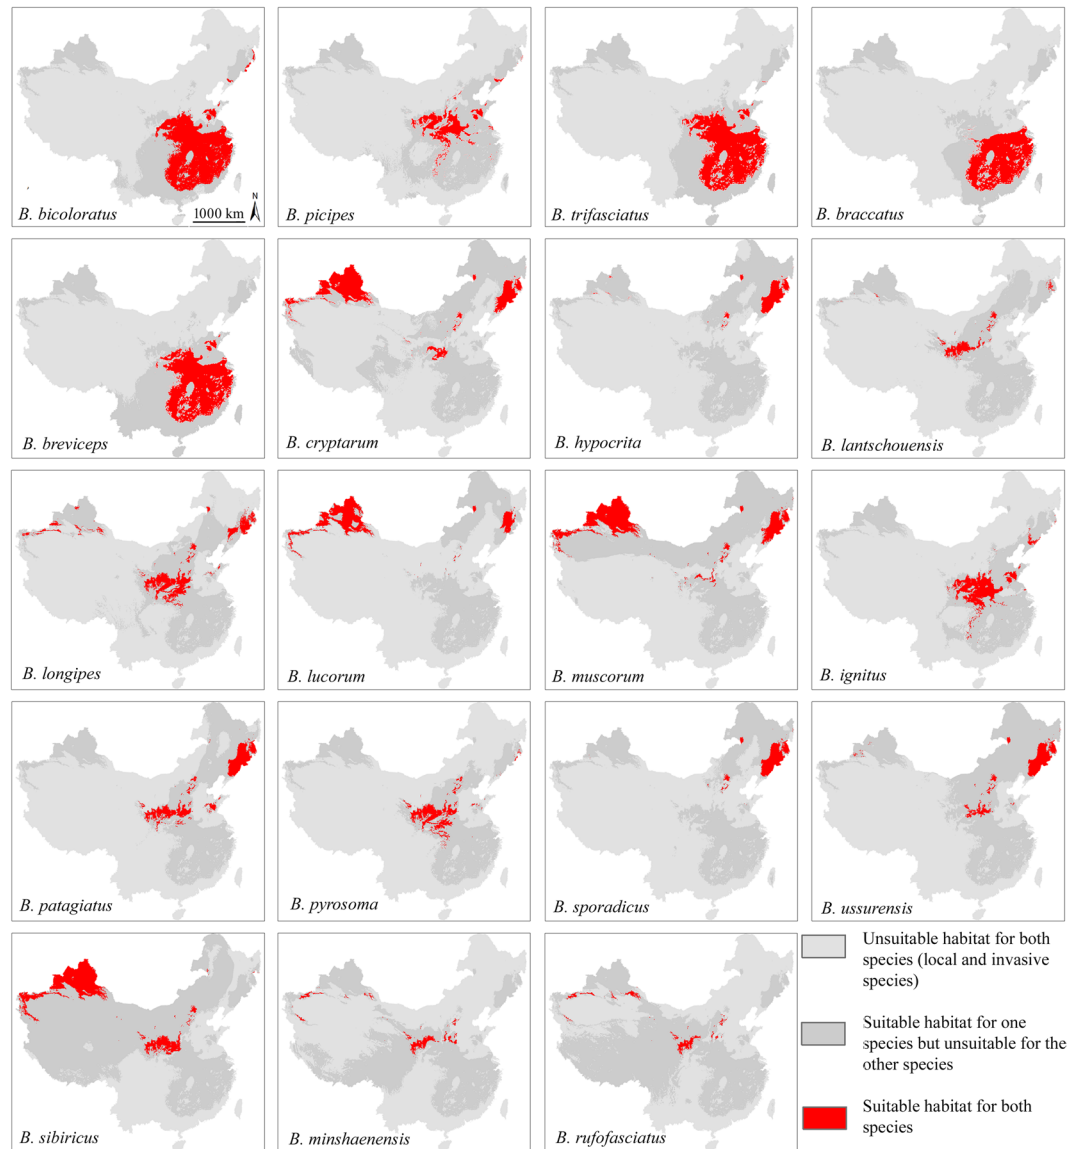 N
B. bicoloratus
1000 km
B. picipes
B. trifasciatus
B. braccatus
B. breviceps
B. cryptarum
B. hypocrita
B. lantschouensis
B. longipes
B. lucorum
B. muscorum
B. ignitus
B. patagiatus
B. pyrosoma
B. sporadicus
B. ussurensis
B. sibiricus
B. minshaenensis
B. rufofasciatus
Unsuitable habitat for both
species (local and invasive
species)
Suitable habitat for one
species but unsuitable for the
other species
Suitable habitat for both
species